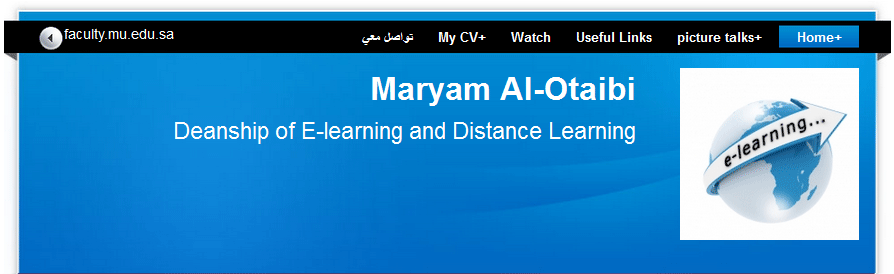 faculty.mu.edu.sa تواصل معي My CV+ Watch Useful Links picture talks+ Home+
Maryam Al-Otaibi
Deanship of E-learning and Distance Learning
e-learning...